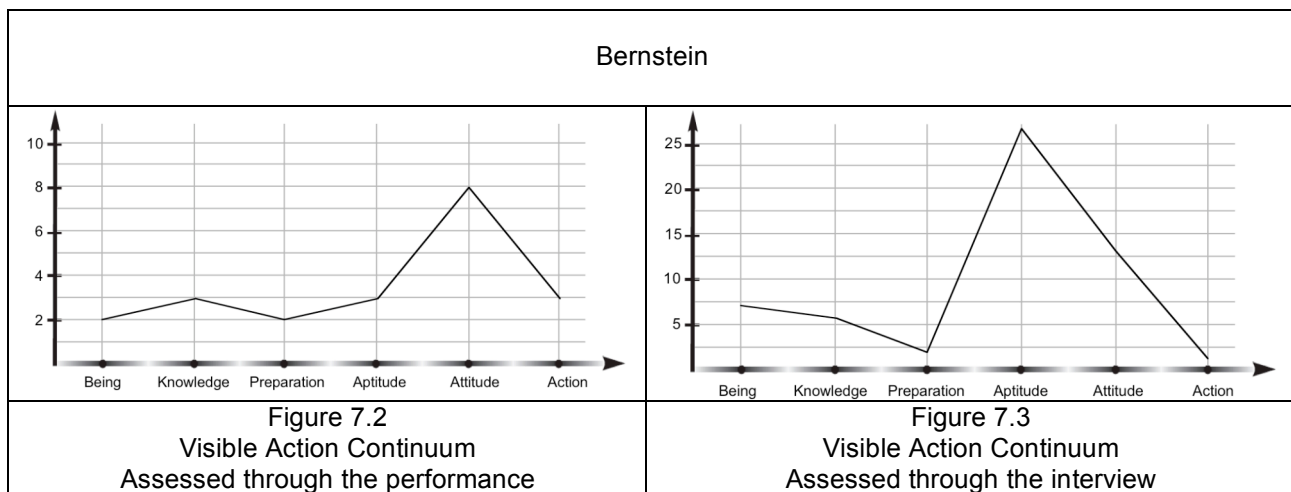 Bernstein
10
8
6
4
2
Being Knowledge Preparation Aptitude Attitude Action
25
20
15
10
5
Being Knowledge Preparation Aptitude Attitude Action
Figure 7.2
Visible Action Continuum
Assessed through the performance
Figure 7.3
Visible Action Continuum
Assessed through the interview